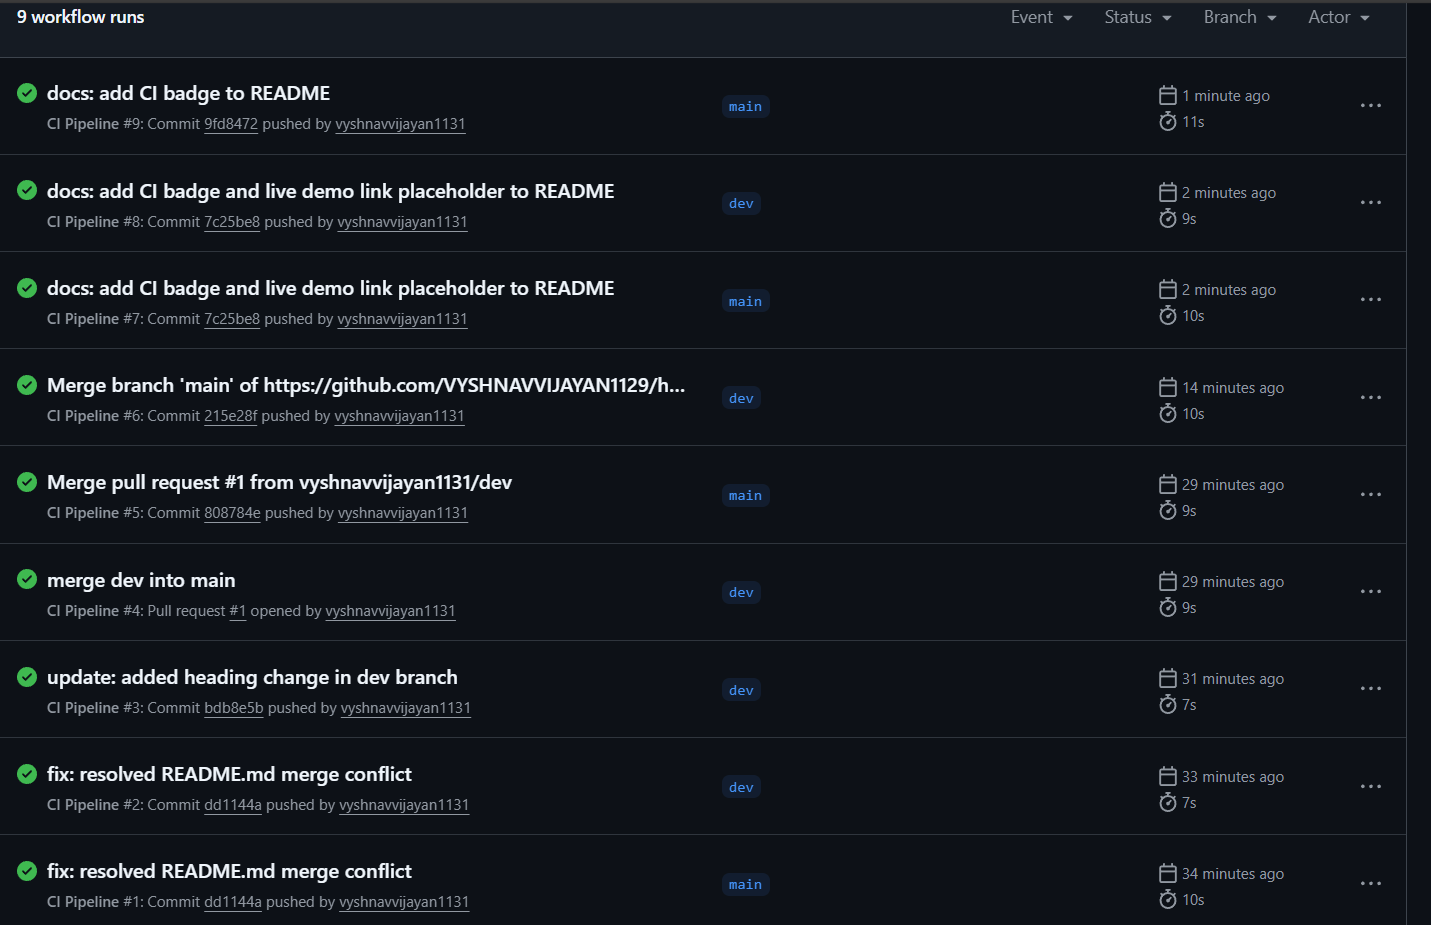 9 workflow runs
Event Status Branch Actor
docs: add CI badge to README
CI Pipeline #9: Commit 9fd8472 pushed by vyshnavvijayan1131
main
1 minute ago
11s
docs: add CI badge and live demo link placeholder to README
CI Pipeline #8: Commit 7c25be8 pushed by vyshnavvijayan1131
dev
2 minutes ago
9s
docs: add CI badge and live demo link placeholder to README
CI Pipeline #7: Commit 7c25be8 pushed by vyshnavvijayan1131
main
2 minutes ago
10s
Merge branch 'main' of https://github.com/VYSHNAVVIJAYAN1129/h...
CI Pipeline #6: Commit 215e28f pushed by vyshnavvijayan1131
dev
14 minutes ago
10s
Merge pull request #1 from vyshnavvijayan1131/dev
CI Pipeline #5: Commit 808784e pushed by vyshnavvijayan1131
main
29 minutes ago
9s
merge dev into main
CI Pipeline #4: Pull request #1 opened by vyshnavvijayan1131
dev
29 minutes ago
9s
update: added heading change in dev branch
CI Pipeline #3: Commit bdb8e5b pushed by vyshnavvijayan1131
dev
31 minutes ago
7s
fix: resolved README.md merge conflict
CI Pipeline #2: Commit dd1144a pushed by vyshnavvijayan1131
dev
33 minutes ago
7s
fix: resolved README.md merge conflict
CI Pipeline #1: Commit dd1144a pushed by vyshnavvijayan1131
main
34 minutes ago
10s